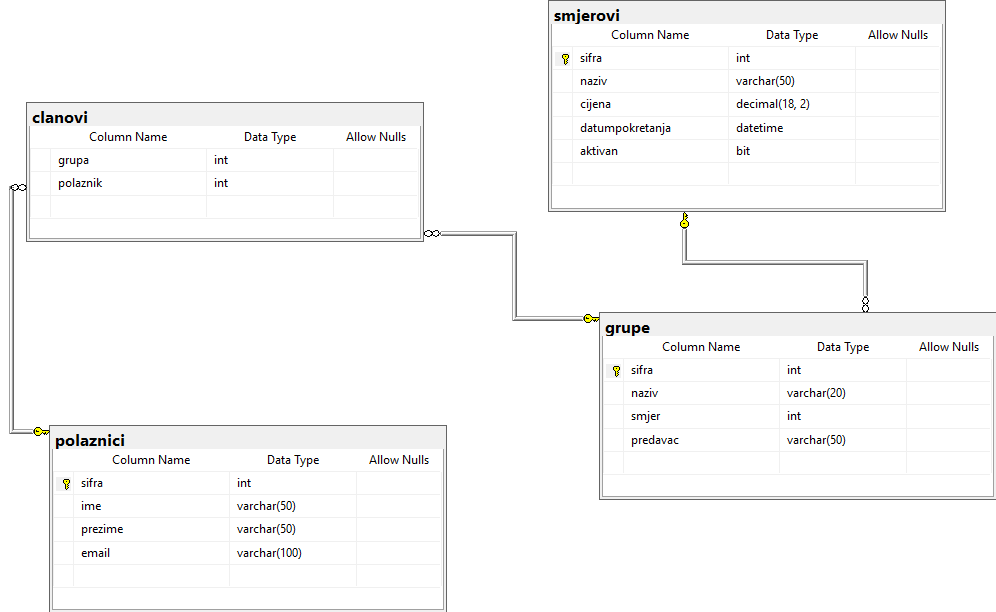 smjerovi
Column Name Data Type Allow Nulls
sifra int
naziv varchar(50)
cijena decimal(18, 2)
datumpokretanja datetime
aktivan bit
clanovi
Column Name Data Type Allow Nulls
grupa int
polaznik int
grupe
Column Name Data Type Allow Nulls
sifra int
naziv varchar(20)
smjer int
predavac varchar(50)
polaznici
Column Name Data Type Allow Nulls
sifra int
ime varchar(50)
prezime varchar(50)
email varchar(100)